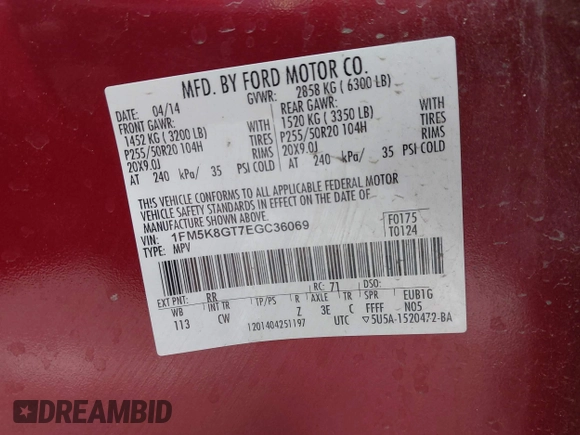 MFD. BY FORD MOTOR CO.
DATE: 04/14 GVWR: 2858 KG ( 6300 LB)
FRONT GAWR: REAR GAWR:
1452 KG ( 3200 LB) WITH 1520 KG ( 3350 LB) WITH
P255/50R20 104H TIRES P255/50R20 104H TIRES
20X9.0J RIMS 20X9.0J RIMS
AT 240 kPa/ 35 PSI COLD AT 240 kPa/ 35 PSI COLD
THIS VEHICLE CONFORMS TO ALL APPLICABLE FEDERAL MOTOR
VEHICLE SAFETY STANDARDS IN EFFECT ON THE DATE OF
MANUFACTURE SHOWN ABOVE.
VIN: 1FM5K8GT7EGC36069 F0175
TYPE: MPV T0124
EXT PNT: RR RC: 71 DSO:
WB INT TR TP/PS R AXLE TR SPR EUB1G
113 CW Z 3E C FFFF N05
1201404251197 UTC ▽5U5A-1520472-BA
DREAMBID